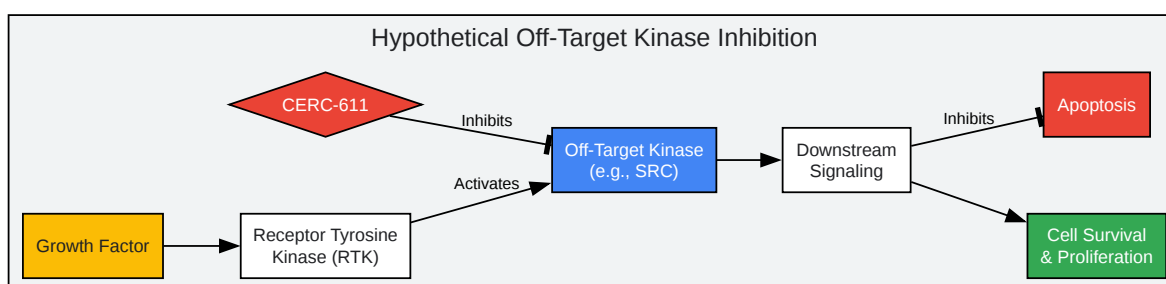 Hypothetical Off-Target Kinase Inhibition
CERC-611
Inhibits
Inhibits
Apoptosis
Off-Target Kinase
(e.g., SRC)
Downstream
Signaling
Activates
Growth Factor
Receptor Tyrosine
Kinase (RTK)
Cell Survival
& Proliferation